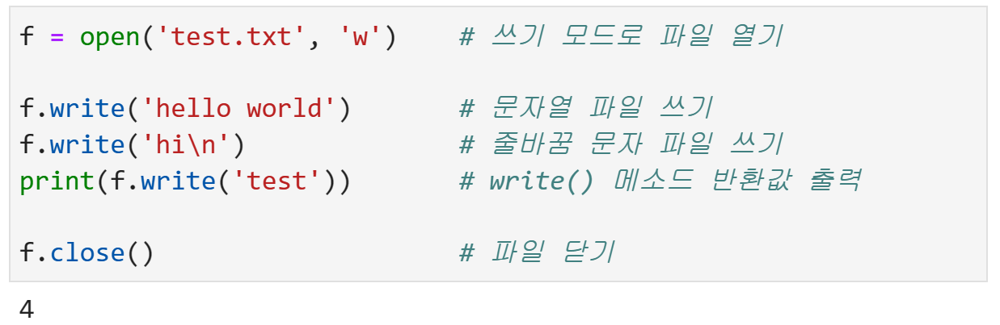 f = open('test.txt', 'w')    # 쓰기 모드로 파일 열기
f.write('hello world')       # 문자열 파일 쓰기
f.write('hi\n')              # 줄바꿈 문자 파일 쓰기
print(f.write('test'))       # write() 메소드 반환값 출력
f.close()                    # 파일 닫기
4